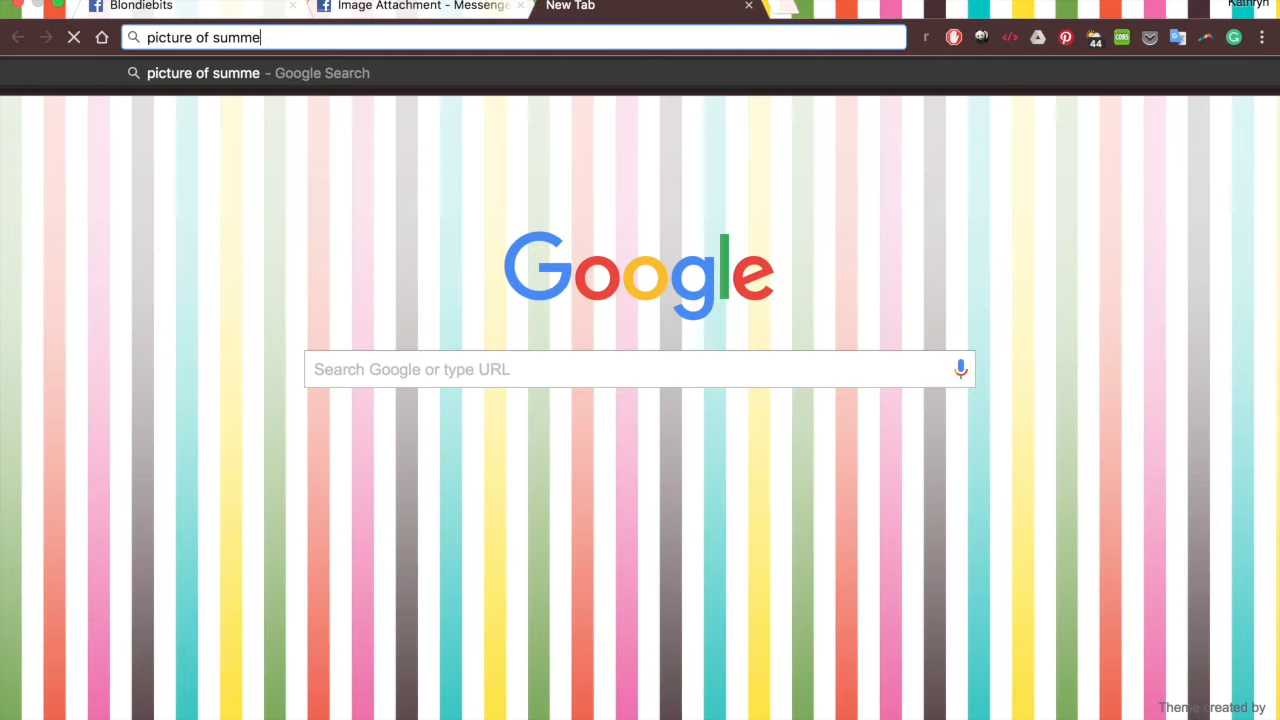 Blondiebits
Image Attachment - Messenge
New Tab
Kathryn
picture of summe
r
44
CORS
picture of summe - Google Search
Google
Search Google or type URL
Theme created by